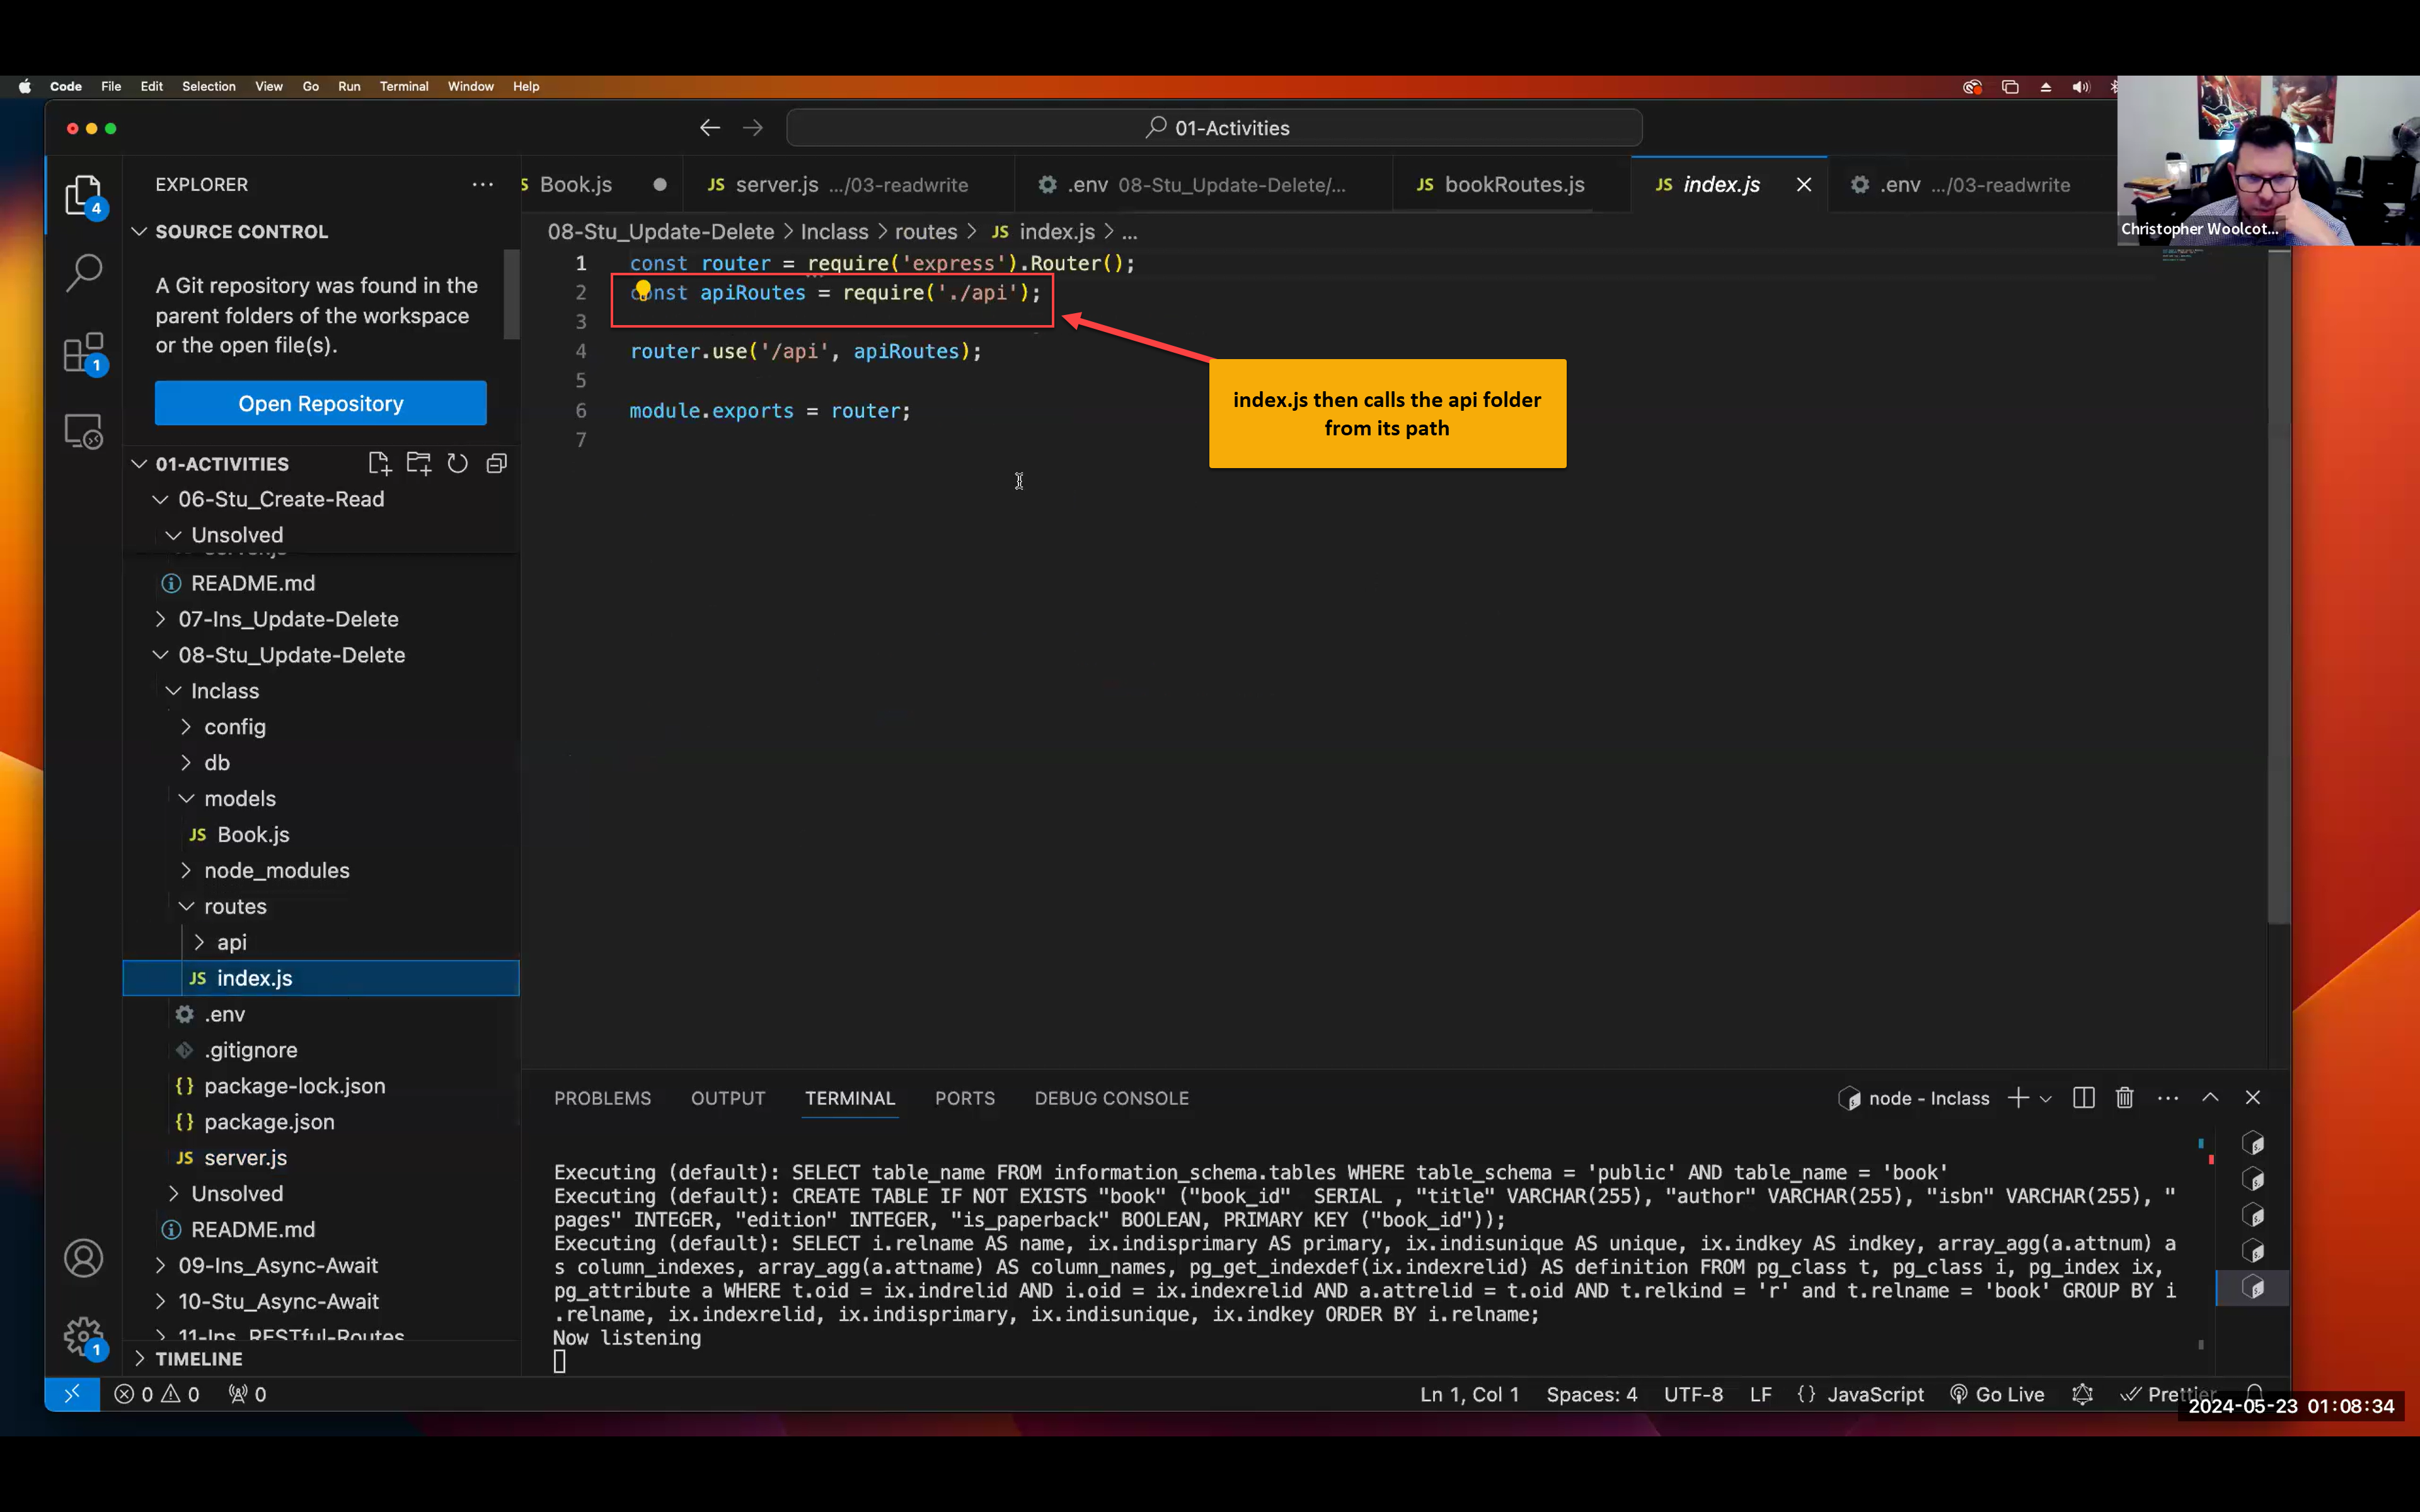 Code File Edit Selection View Go Run Terminal Window Help
01-Activities
Christopher Woolcot...
EXPLORER
Book.js
JS server.js .../03-readwrite
.env 08-Stu_Update-Delete/...
JS bookRoutes.js
JS index.js
.env .../03-readwrite
4
1
SOURCE CONTROL
A Git repository was found in the
parent folders of the workspace
or the open file(s).
Open Repository
01-ACTIVITIES
06-Stu_Create-Read
Unsolved
README.md
07-Ins_Update-Delete
08-Stu_Update-Delete
Inclass
config
db
models
JS Book.js
node_modules
routes
api
JS index.js
.env
.gitignore
{} package-lock.json
{} package.json
JS server.js
Unsolved
README.md
09-Ins_Async-Await
10-Stu_Async-Await
11-Ins_RESTful-Routes
TIMELINE
1
08-Stu_Update-Delete > Inclass > routes > JS index.js > ...
1 const router = require('express').Router();
2 const apiRoutes = require('./api');
3
4 router.use('/api', apiRoutes);
5
6 module.exports = router;
7
index.js then calls the api folder
from its path
PROBLEMS OUTPUT TERMINAL PORTS DEBUG CONSOLE
node - Inclass
Executing (default): SELECT table_name FROM information_schema.tables WHERE table_schema = 'public' AND table_name = 'book'
Executing (default): CREATE TABLE IF NOT EXISTS "book" ("book_id" SERIAL , "title" VARCHAR(255), "author" VARCHAR(255), "isbn" VARCHAR(255), "
pages" INTEGER, "edition" INTEGER, "is_paperback" BOOLEAN, PRIMARY KEY ("book_id"));
Executing (default): SELECT i.relname AS name, ix.indisprimary AS primary, ix.indisunique AS unique, ix.indkey AS indkey, array_agg(a.attnum) a
s column_indexes, array_agg(a.attname) AS column_names, pg_get_indexdef(ix.indexrelid) AS definition FROM pg_class t, pg_class i, pg_index ix,
pg_attribute a WHERE t.oid = ix.indrelid AND i.oid = ix.indexrelid AND a.attrelid = t.oid AND t.relkind = 'r' and t.relname = 'book' GROUP BY i
.relname, ix.indexrelid, ix.indisprimary, ix.indisunique, ix.indkey ORDER BY i.relname;
Now listening
0 0 0
Ln 1, Col 1 Spaces: 4 UTF-8 LF {} JavaScript Go Live Prettier
2024-05-23 01:08:34